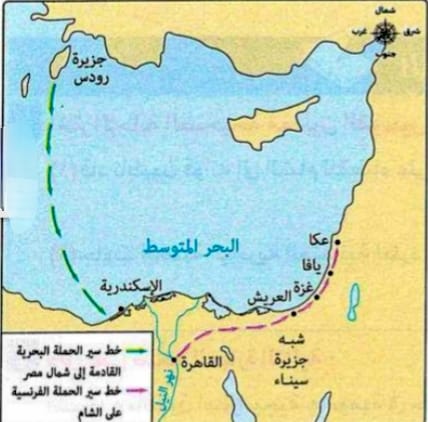 شمال
شرق
غرب
جنوب
جزيرة
رودس
البحر المتوسط
عكا
يافا
غزة
العريش
الإسكندرية
القاهرة
شبه
جزيرة
سيناء
نهر النيل
خط سير الحملة البحرية
القادمة إلى شمال مصر
خط سير الحملة الفرنسية
على الشام